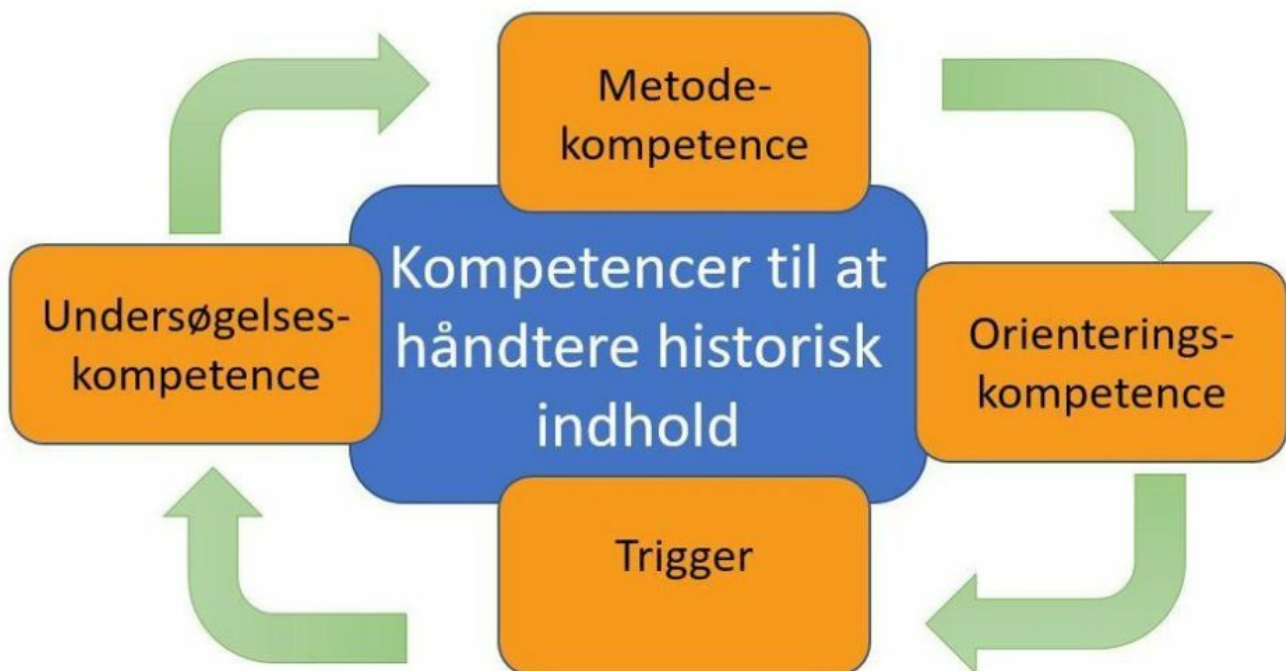 Metode-
kompetence
Undersøgelses-
kompetence
Kompetencer til at
håndtere historisk
indhold
Orienterings-
kompetence
Trigger